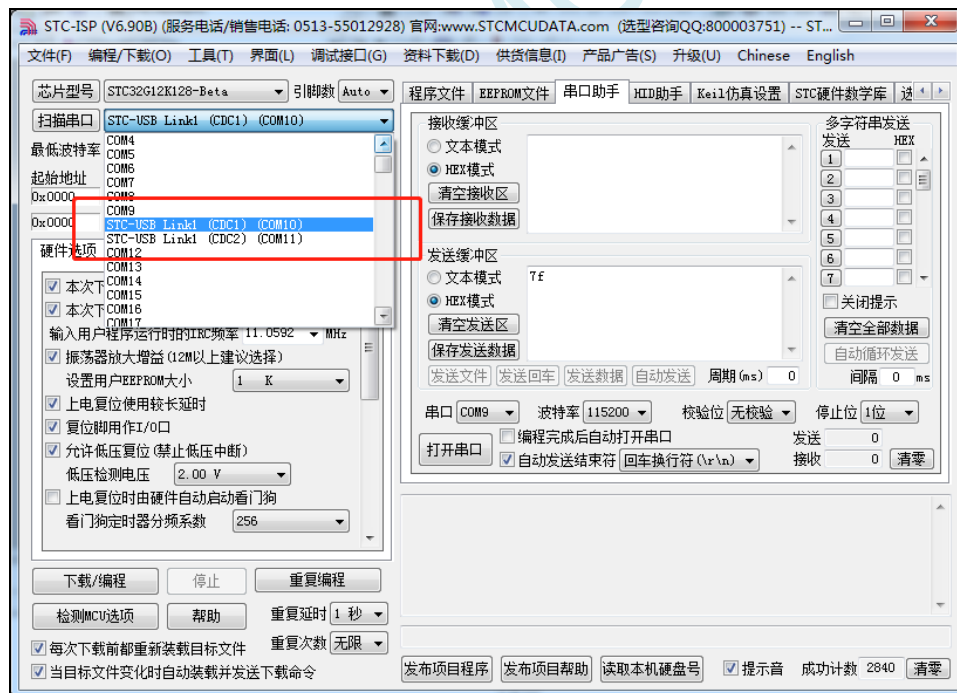 STC-ISP (V6.90B) (服务电话/销售电话: 0513-55012928) 官网:www.STCMCUDATA.com (选型咨询QQ:800003751) -- ST...
文件(F) 编程/下载(O) 工具(T) 界面(L) 调试接口(G) 资料下载(D) 供货信息(I) 产品广告(S) 升级(U) Chinese English
芯片型号 STC32G12K128-Beta 引脚数 Auto
扫描串口 STC-USB Link1 (CDC1) (COM10)
最低波特率
起始地址
0x0000
0x0000
COM4
COM5
COM6
COM7
COM8
COM9
STC-USB Link1 (CDC1) (COM10)
STC-USB Link1 (CDC2) (COM11)
COM12
COM13
COM14
COM15
COM16
COM17
硬件选项
本次下
本次下
输入用户程序运行时的IRC频率 11.0592 MHz
振荡器放大增益(12M以上建议选择)
设置用户EEPROM大小 1 K
上电复位使用较长延时
复位脚用作I/O口
允许低压复位(禁止低压中断)
低压检测电压 2.00 V
上电复位时由硬件自动启动看门狗
看门狗定时器分频系数 256
下载/编程 停止 重复编程
检测MCU选项 帮助 重复延时 1 秒
每次下载前都重新装载目标文件 重复次数 无限
当目标文件变化时自动装载并发送下载命令
程序文件 EEPROM文件 串口助手 HID助手 Keil仿真设置 STC硬件数学库
接收缓冲区
文本模式
HEX模式
清空接收区
保存接收数据
发送缓冲区
文本模式 7f
HEX模式
清空发送区
保存发送数据
发送文件 发送回车 发送数据 自动发送 周期(ms) 0
多字符串发送
发送 HEX
1
2
3
4
5
6
7
关闭提示
清空全部数据
自动循环发送
间隔 0 ms
串口 COM9 波特率 115200 校验位 无校验 停止位 1位
打开串口 编程完成后自动打开串口 发送 0
自动发送结束符 回车换行符(\r\n) 接收 0 清零
发布项目程序 发布项目帮助 读取本机硬盘号 提示音 成功计数 2840 清零